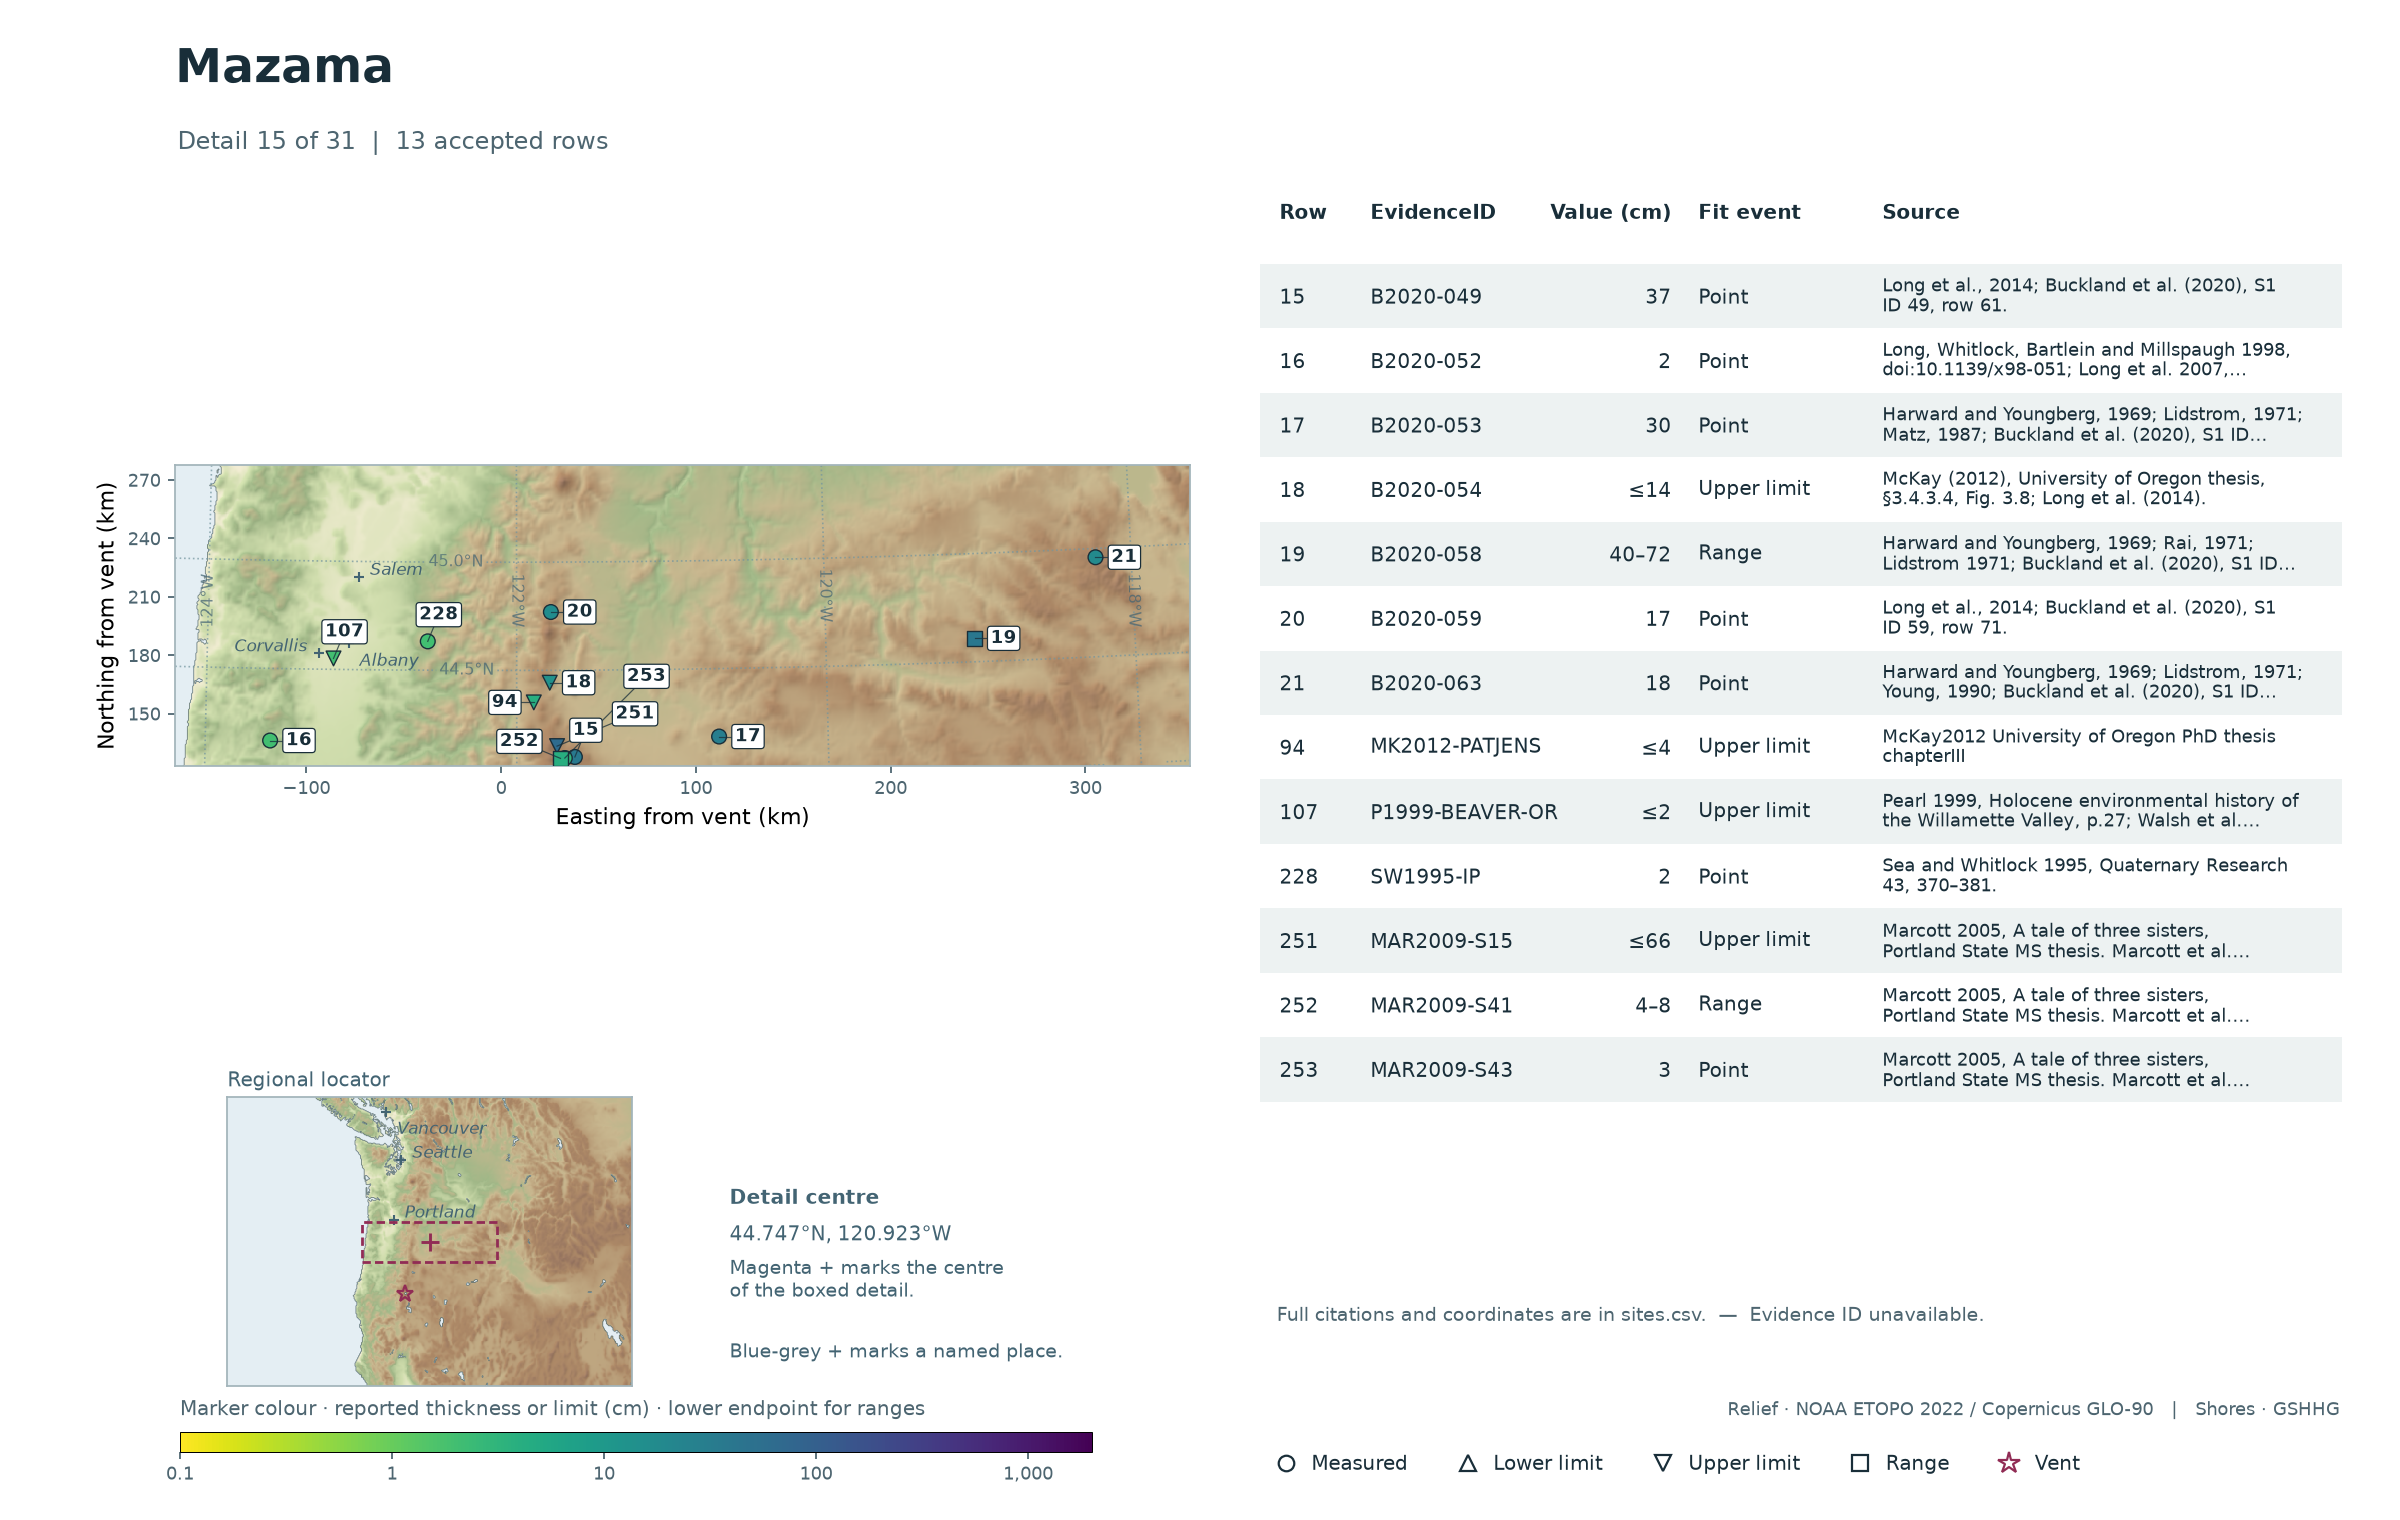 Mazama
Detail 15 of 31 | 13 accepted rows
Row EvidenceID Value (cm) Fit event Source
15 B2020-049 37 Point Long et al., 2014; Buckland et al. (2020), S1
ID 49, row 61.
16 B2020-052 2 Point Long, Whitlock, Bartlein and Millspaugh 1998,
doi:10.1139/x98-051; Long et al. 2007,...
17 B2020-053 30 Point Harward and Youngberg, 1969; Lidstrom, 1971;
Matz, 1987; Buckland et al. (2020), S1 ID...
18 B2020-054 ≤14 Upper limit McKay (2012), University of Oregon thesis,
§3.4.3.4, Fig. 3.8; Long et al. (2014).
19 B2020-058 40–72 Range Harward and Youngberg, 1969; Rai, 1971;
Lidstrom 1971; Buckland et al. (2020), S1 ID...
20 B2020-059 17 Point Long et al., 2014; Buckland et al. (2020), S1
ID 59, row 71.
21 B2020-063 18 Point Harward and Youngberg, 1969; Lidstrom, 1971;
Young, 1990; Buckland et al. (2020), S1 ID...
94 MK2012-PATJENS ≤4 Upper limit McKay2012 University of Oregon PhD thesis
chapterIII
107 P1999-BEAVER-OR ≤2 Upper limit Pearl 1999, Holocene environmental history of
the Willamette Valley, p.27; Walsh et al....
228 SW1995-IP 2 Point Sea and Whitlock 1995, Quaternary Research
43, 370–381.
251 MAR2009-S15 ≤66 Upper limit Marcott 2005, A tale of three sisters,
Portland State MS thesis. Marcott et al....
252 MAR2009-S41 4–8 Range Marcott 2005, A tale of three sisters,
Portland State MS thesis. Marcott et al....
253 MAR2009-S43 3 Point Marcott 2005, A tale of three sisters,
Portland State MS thesis. Marcott et al....
Northing from vent (km)
270
240
210
180
150
45.0°N
44.5°N
124°W
122°W
120°W
118°W
Salem
Corvallis
Albany
21
20
228
107
19
18
253
94
251
15
252
17
16
−100 0 100 200 300
Easting from vent (km)
Regional locator
Vancouver
Seattle
Portland
Detail centre
44.747°N, 120.923°W
Magenta + marks the centre
of the boxed detail.
Blue-grey + marks a named place.
Full citations and coordinates are in sites.csv. — Evidence ID unavailable.
Marker colour · reported thickness or limit (cm) · lower endpoint for ranges
0.1 1 10 100 1,000
Relief · NOAA ETOPO 2022 / Copernicus GLO-90 | Shores · GSHHG
Measured Lower limit Upper limit Range Vent